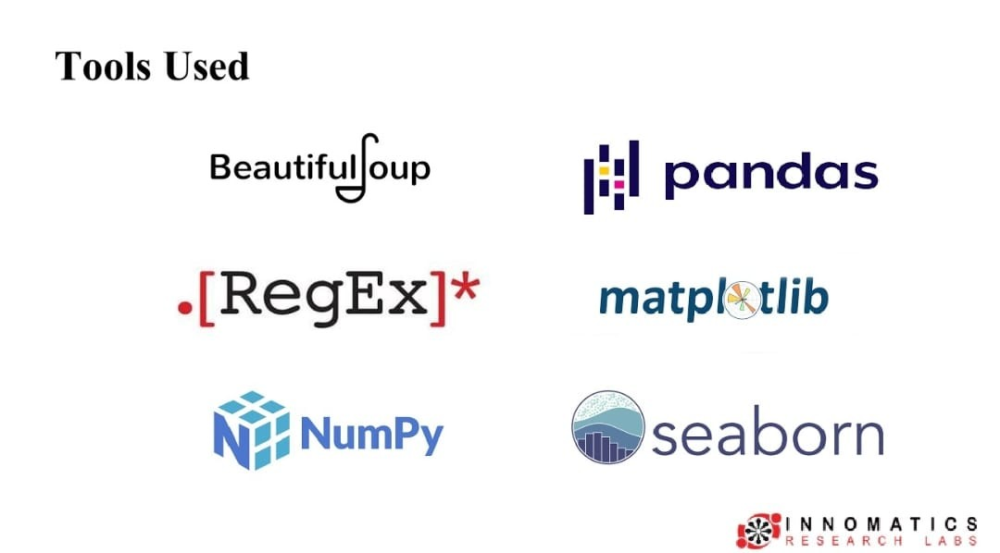 Tools Used
BeautifulSoup
pandas
.[RegEx]*
matplotlib
NumPy
seaborn
INNOMATICS
RESEARCH LABS